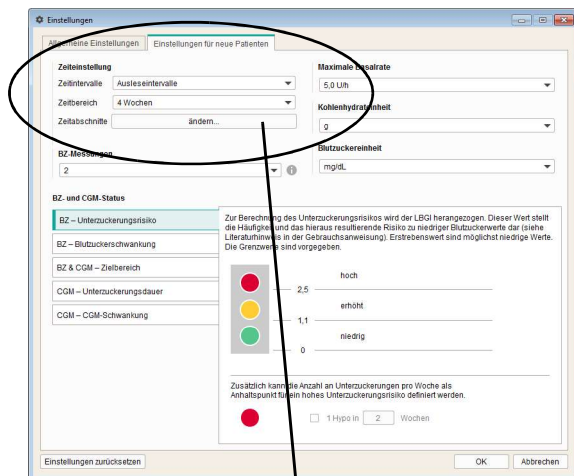 Einstellungen
Allgemeine Einstellungen
Einstellungen für neue Patienten
Zeiteinstellung
Zeitintervalle
Ausleseintervalle
Zeitbereich
4 Wochen
Zeitabschnitte
ändern...
BZ-Messungen
2
Maximale Basalrate
5,0 U/h
Kohlenhydrateinheit
g
Blutzuckereinheit
mg/dL
BZ- und CGM-Status
BZ – Unterzuckerungsrisiko
BZ – Blutzuckerschwankung
BZ & CGM – Zielbereich
CGM – Unterzuckerungsdauer
CGM – CGM-Schwankung
Zur Berechnung des Unterzuckerungsrisikos wird der LBGI herangezogen. Dieser Wert stellt
die Häufigkeit und das hieraus resultierende Risiko zu niedriger Blutzuckerwerte dar (siehe
Literaturhinweis in der Gebrauchsanweisung). Erstrebenswert sind möglichst niedrige Werte.
Die Grenzwerte sind vorgegeben.
hoch
2,5
erhöht
1,1
niedrig
0
Zusätzlich kann die Anzahl an Unterzuckerungen pro Woche als
Anhaltspunkt für ein hohes Unterzuckerungsrisiko definiert werden.
1 Hypo in 2 Wochen
Einstellungen zurücksetzen
OK
Abbrechen